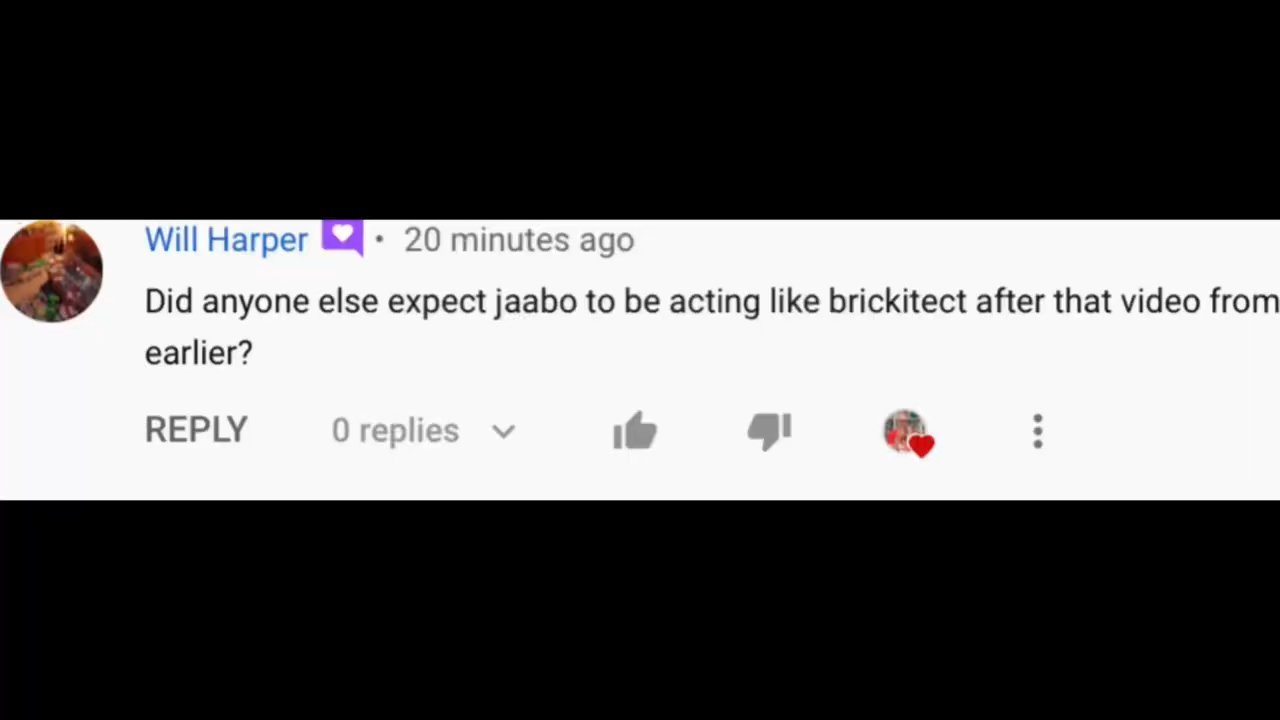 Will Harper • 20 minutes ago
Did anyone else expect jaabo to be acting like brickitect after that video from
earlier?
REPLY 0 replies